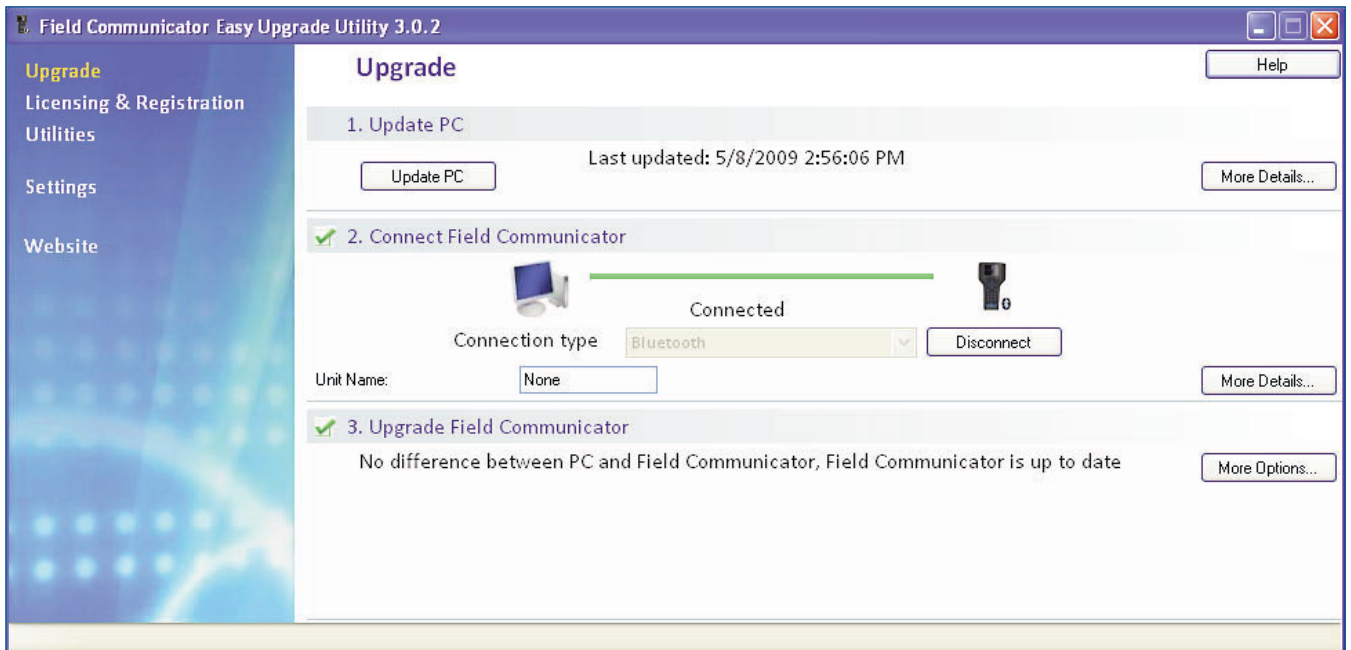 Field Communicator Easy Upgrade Utility 3.0.2
Upgrade
Licensing & Registration
Utilities
Settings
Website
Upgrade
Help
1. Update PC
Last updated: 5/8/2009 2:56:06 PM
Update PC
More Details...
2. Connect Field Communicator
Connected
Connection type
Bluetooth
Disconnect
Unit Name:
None
More Details...
3. Upgrade Field Communicator
No difference between PC and Field Communicator, Field Communicator is up to date
More Options...